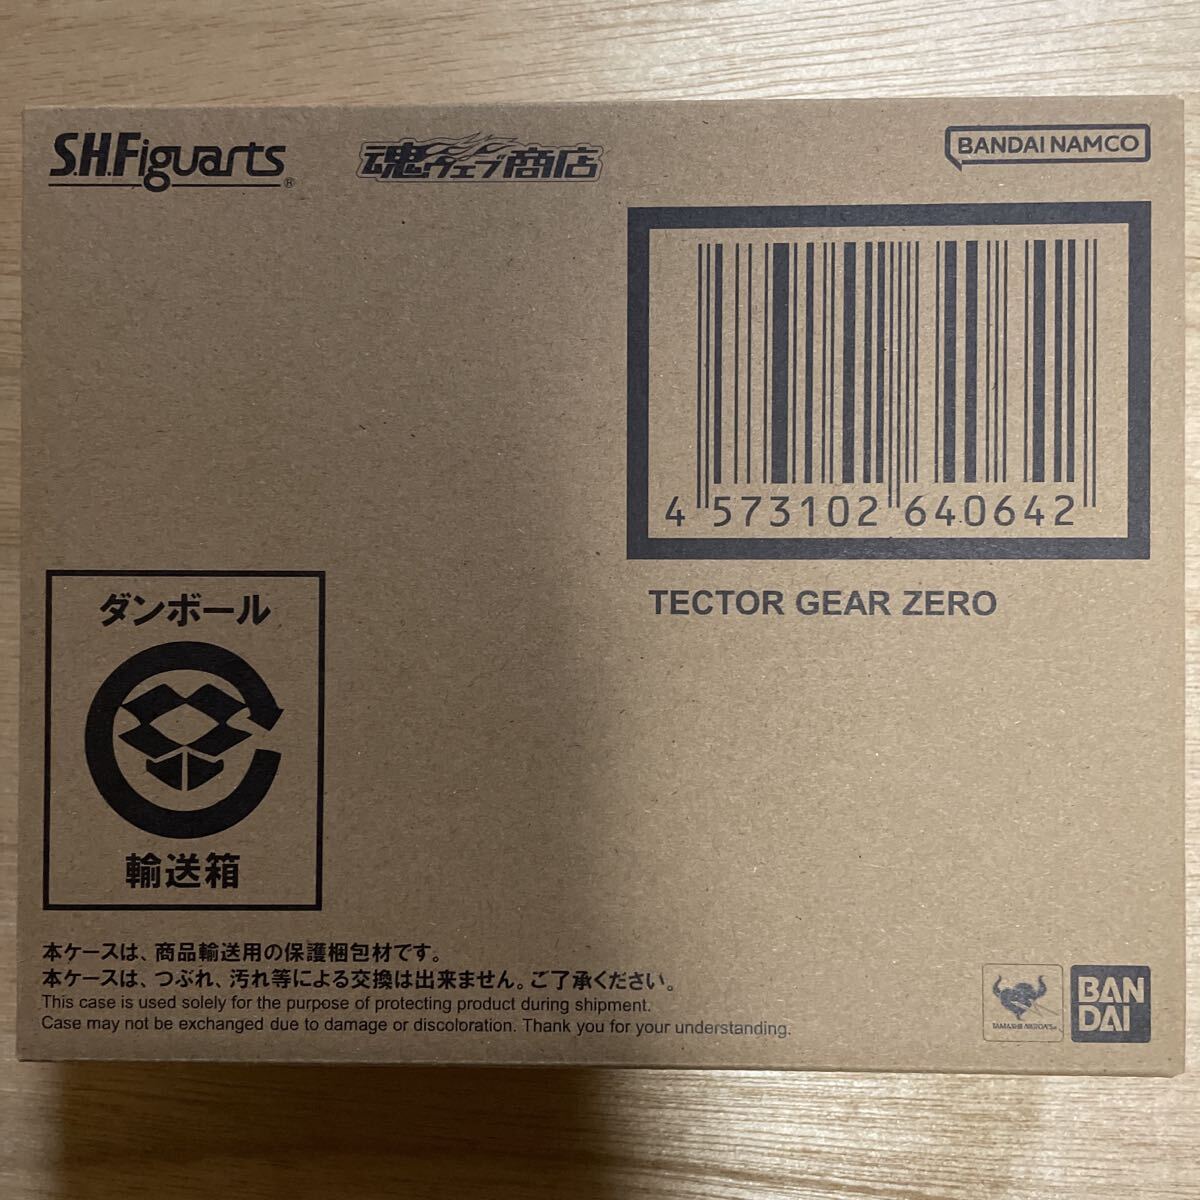 S.H.Figuarts®
魂ウェブ商店
BANDAI NAMCO
4 573102 640642
TECTOR GEAR ZERO
ダンボール
輸送箱
本ケースは、商品輸送用の保護梱包材です。
本ケースは、つぶれ、汚れ等による交換は出来ません。ご了承ください。
This case is used solely for the purpose of protecting product during shipment.
Case may not be exchanged due to damage or discoloration. Thank you for your understanding.
TAMASHII NATIONS
BAN
DAI